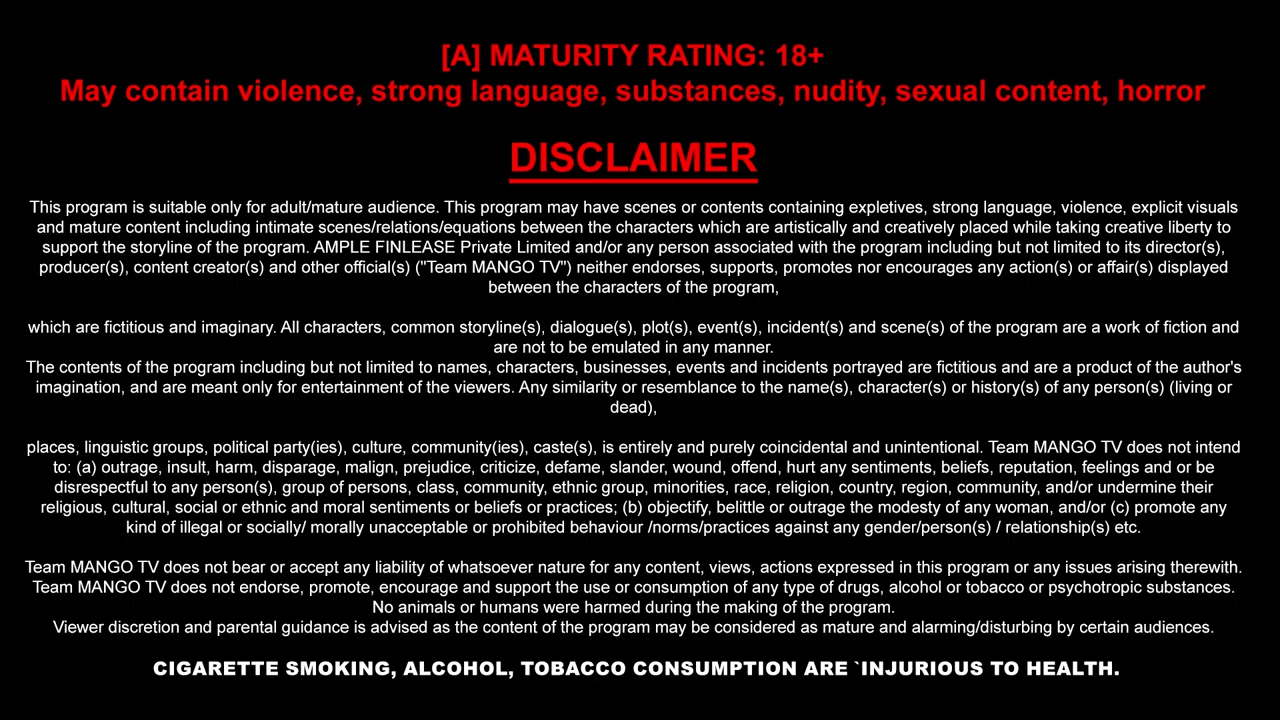 [A] MATURITY RATING: 18+
May contain violence, strong language, substances, nudity, sexual content, horror
DISCLAIMER
This program is suitable only for adult/mature audience. This program may have scenes or contents containing expletives, strong language, violence, explicit visuals
and mature content including intimate scenes/relations/equations between the characters which are artistically and creatively placed while taking creative liberty to
support the storyline of the program. AMPLE FINLEASE Private Limited and/or any person associated with the program including but not limited to its director(s),
producer(s), content creator(s) and other official(s) ("Team MANGO TV") neither endorses, supports, promotes nor encourages any action(s) or affair(s) displayed
between the characters of the program,
which are fictitious and imaginary. All characters, common storyline(s), dialogue(s), plot(s), event(s), incident(s) and scene(s) of the program are a work of fiction and
are not to be emulated in any manner.
The contents of the program including but not limited to names, characters, businesses, events and incidents portrayed are fictitious and are a product of the author's
imagination, and are meant only for entertainment of the viewers. Any similarity or resemblance to the name(s), character(s) or history(s) of any person(s) (living or
dead),
places, linguistic groups, political party(ies), culture, community(ies), caste(s), is entirely and purely coincidental and unintentional. Team MANGO TV does not intend
to: (a) outrage, insult, harm, disparage, malign, prejudice, criticize, defame, slander, wound, offend, hurt any sentiments, beliefs, reputation, feelings and or be
disrespectful to any person(s), group of persons, class, community, ethnic group, minorities, race, religion, country, region, community, and/or undermine their
religious, cultural, social or ethnic and moral sentiments or beliefs or practices; (b) objectify, belittle or outrage the modesty of any woman, and/or (c) promote any
kind of illegal or socially/ morally unacceptable or prohibited behaviour /norms/practices against any gender/person(s) / relationship(s) etc.
Team MANGO TV does not bear or accept any liability of whatsoever nature for any content, views, actions expressed in this program or any issues arising therewith.
Team MANGO TV does not endorse, promote, encourage and support the use or consumption of any type of drugs, alcohol or tobacco or psychotropic substances.
No animals or humans were harmed during the making of the program.
Viewer discretion and parental guidance is advised as the content of the program may be considered as mature and alarming/disturbing by certain audiences.
CIGARETTE SMOKING, ALCOHOL, TOBACCO CONSUMPTION ARE `INJURIOUS TO HEALTH.